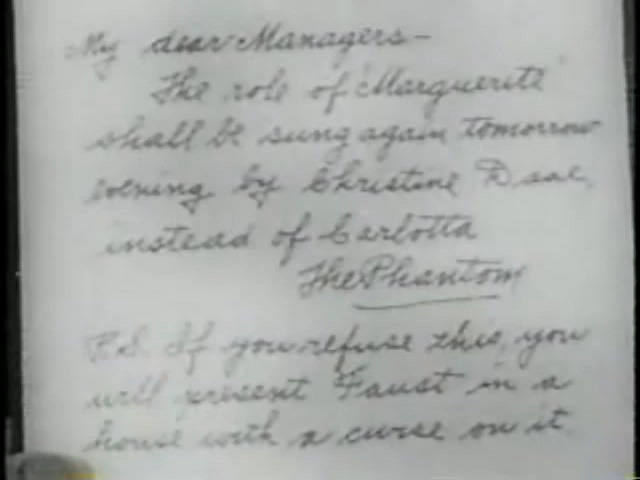 My dear Managers—
The role of "Marguerite"
shall be sung again tomorrow
evening by Christine Daae,
instead of Carlotta
The Phantom
P.S. If you refuse this, you
will present Faust in a
house with a curse on it.